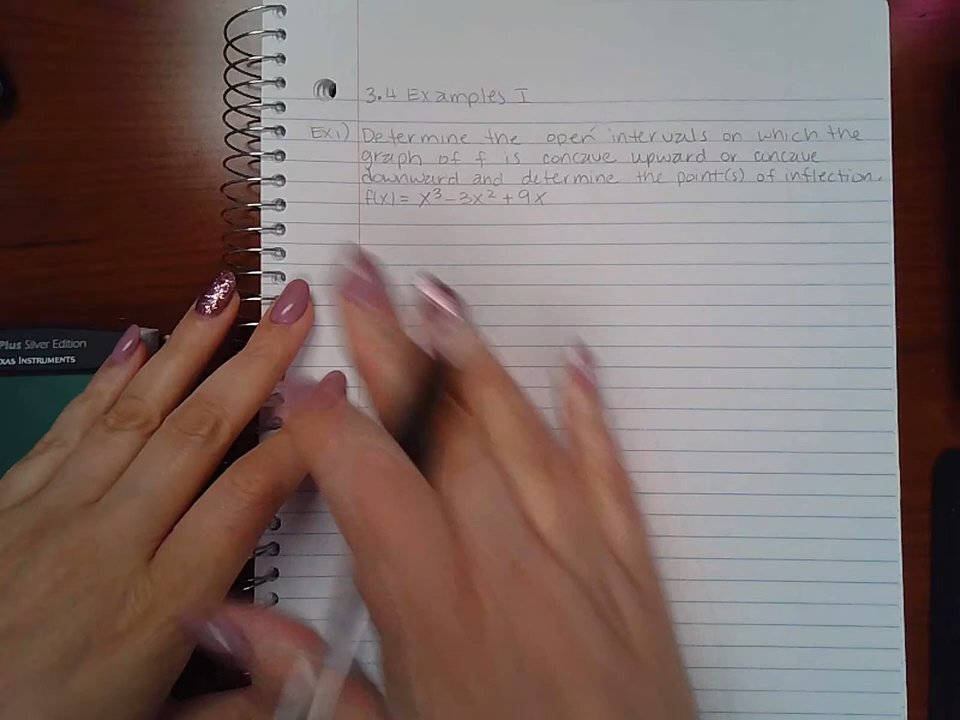 3.4 Examples I
Ex1) Determine the open intervals on which the
graph of f is concave upward or concave
downward and determine the point(s) of inflection.
f(x) = x³ - 3x² + 9x
Plus Silver Edition
XAS INSTRUMENTS